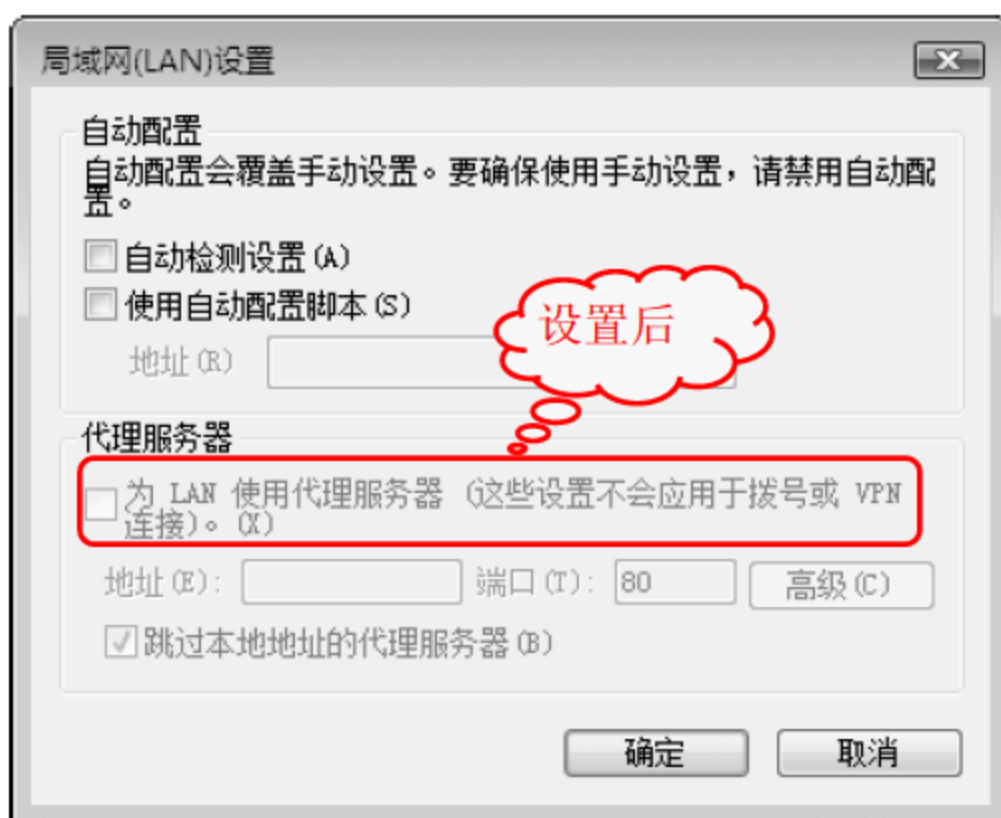 局域网(LAN)设置
自动配置
自动配置会覆盖手动设置。要确保使用手动设置，请禁用自动配
置。
自动检测设置(A)
使用自动配置脚本(S)
设置后
地址(R)
代理服务器
为 LAN 使用代理服务器 (这些设置不会应用于拨号或 VPN
连接)。(X)
地址(E): 端口(T): 80 高级(C)
跳过本地地址的代理服务器(B)
确定 取消